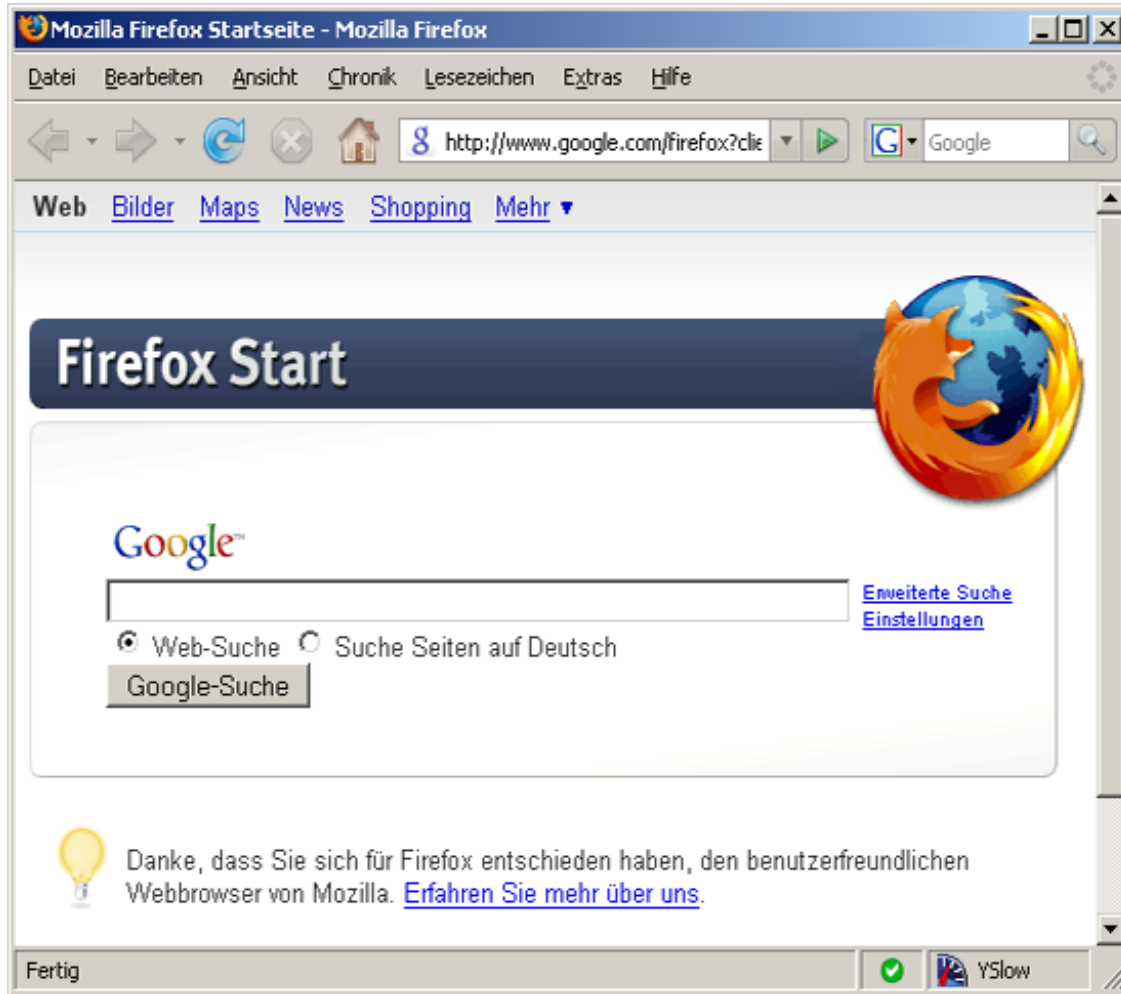 Mozilla Firefox Startseite - Mozilla Firefox
Datei Bearbeiten Ansicht Chronik Lesezeichen Extras Hilfe
http://www.google.com/firefox?clie Google
Web Bilder Maps News Shopping Mehr
Firefox Start
Google™
Erweiterte Suche
Einstellungen
Web-Suche Suche Seiten auf Deutsch
Google-Suche
Danke, dass Sie sich für Firefox entschieden haben, den benutzerfreundlichen
Webbrowser von Mozilla. Erfahren Sie mehr über uns.
Fertig YSlow